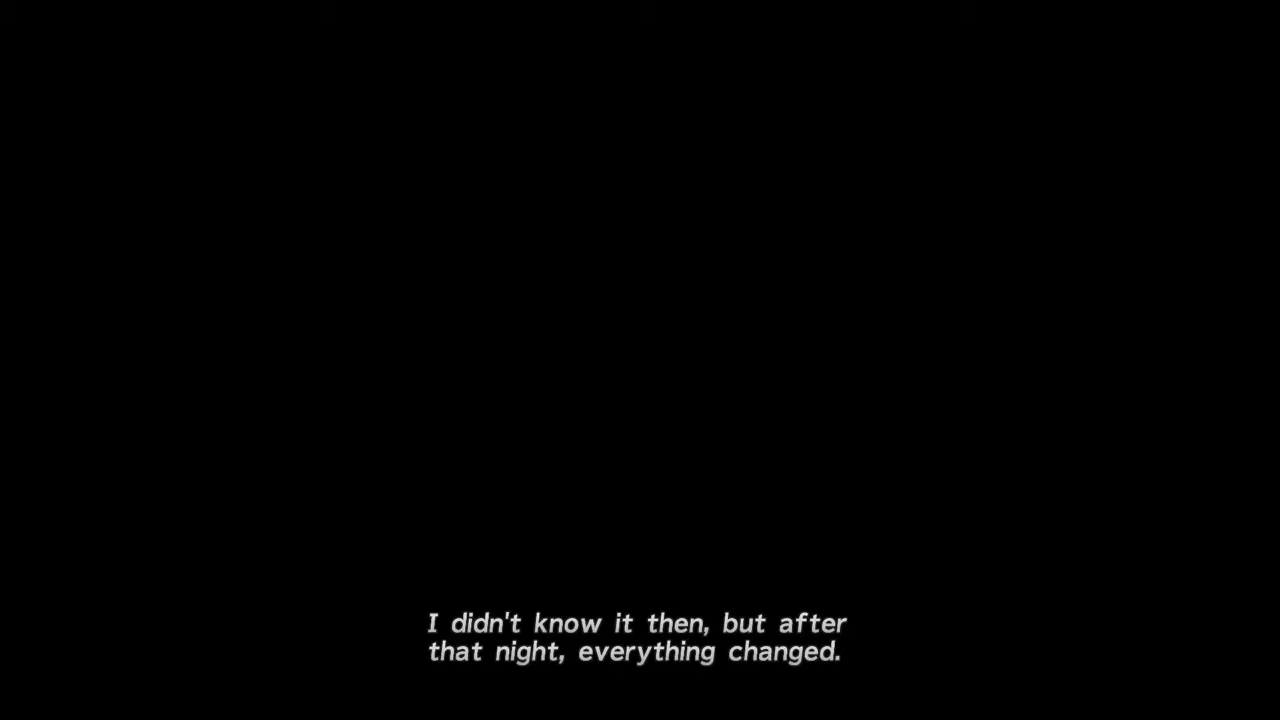 I didn't know it then, but after
that night, everything changed.